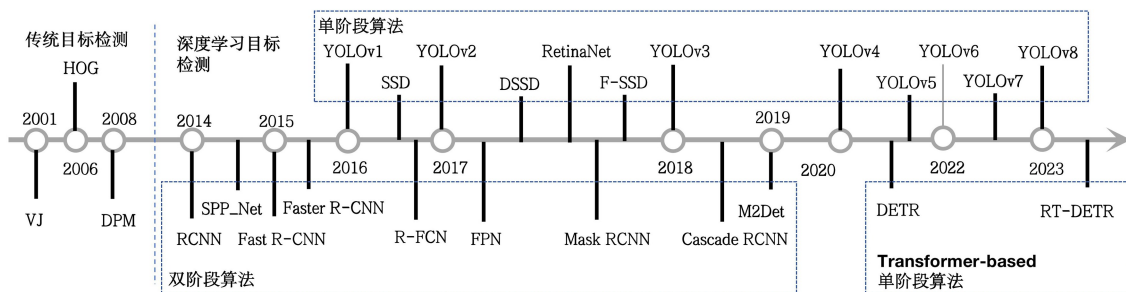 传统目标检测
深度学习目标
检测
单阶段算法
HOG
YOLOv1
SSD
YOLOv2
DSSD
RetinaNet
F-SSD
YOLOv3
YOLOv4
YOLOv5
YOLOv6
YOLOv7
YOLOv8
2001
2006
2008
2014
2015
2016
2017
2018
2019
2020
2022
2023
VJ
DPM
RCNN
SPP_Net
Fast R-CNN
Faster R-CNN
R-FCN
FPN
Mask RCNN
Cascade RCNN
M2Det
DETR
RT-DETR
双阶段算法
Transformer-based
单阶段算法